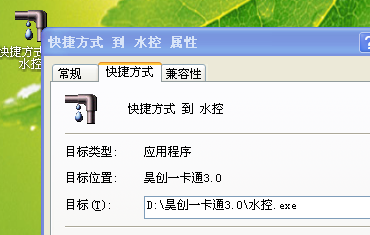 快捷方式
水控
快捷方式 到 水控 属性
?
常规
快捷方式
兼容性
快捷方式 到 水控
目标类型: 应用程序
目标位置: 昊创一卡通3.0
目标(T): D:\昊创一卡通3.0\水控.exe